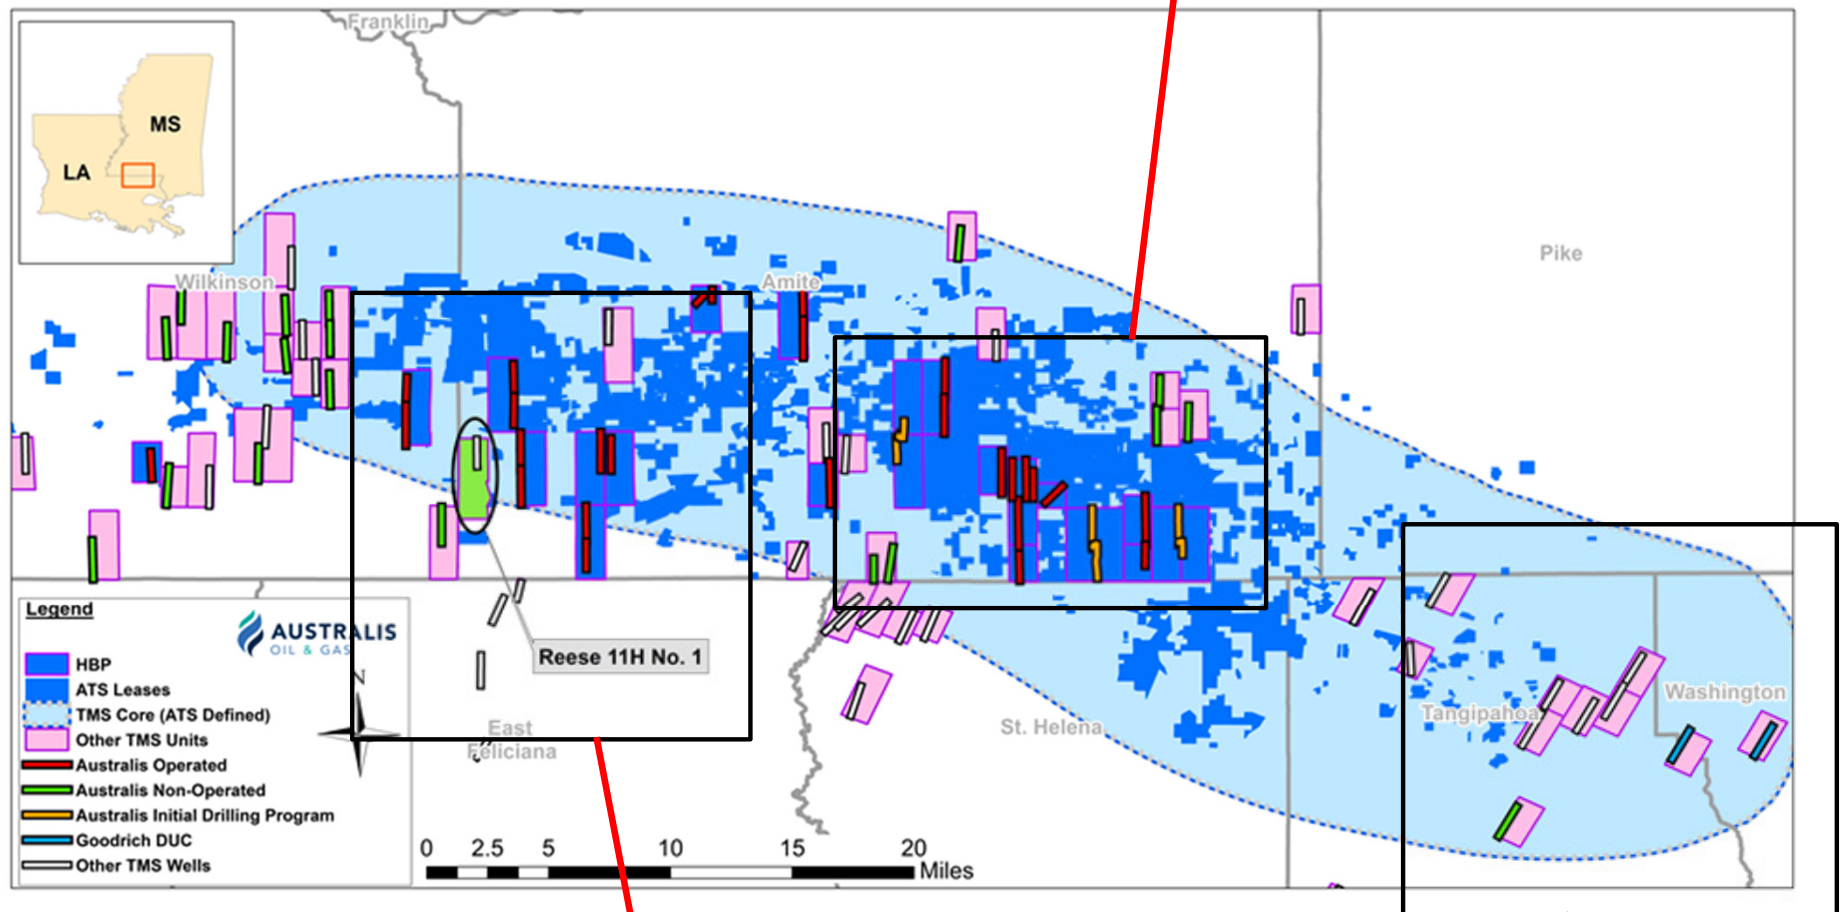 Franklin
MS
LA
Wilkinson
Amite
Pike
Legend
AUSTRALIS
OIL & GAS
HBP
ATS Leases
TMS Core (ATS Defined)
Other TMS Units
Australis Operated
Australis Non-Operated
Australis Initial Drilling Program
Goodrich DUC
Other TMS Wells
N
Reese 11H No. 1
East
Feliciana
St. Helena
Tangipahoa
Washington
0 2.5 5 10 15 20
Miles